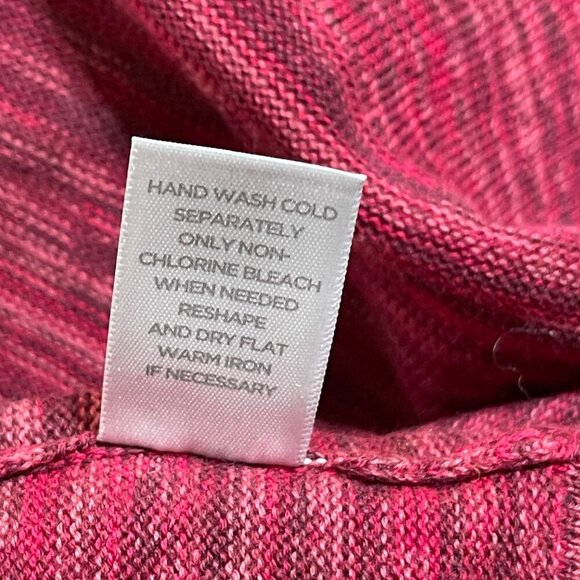 HAND WASH COLD
SEPARATELY
ONLY NON-
CHLORINE BLEACH
WHEN NEEDED
RESHAPE
AND DRY FLAT
WARM IRON
IF NECESSARY